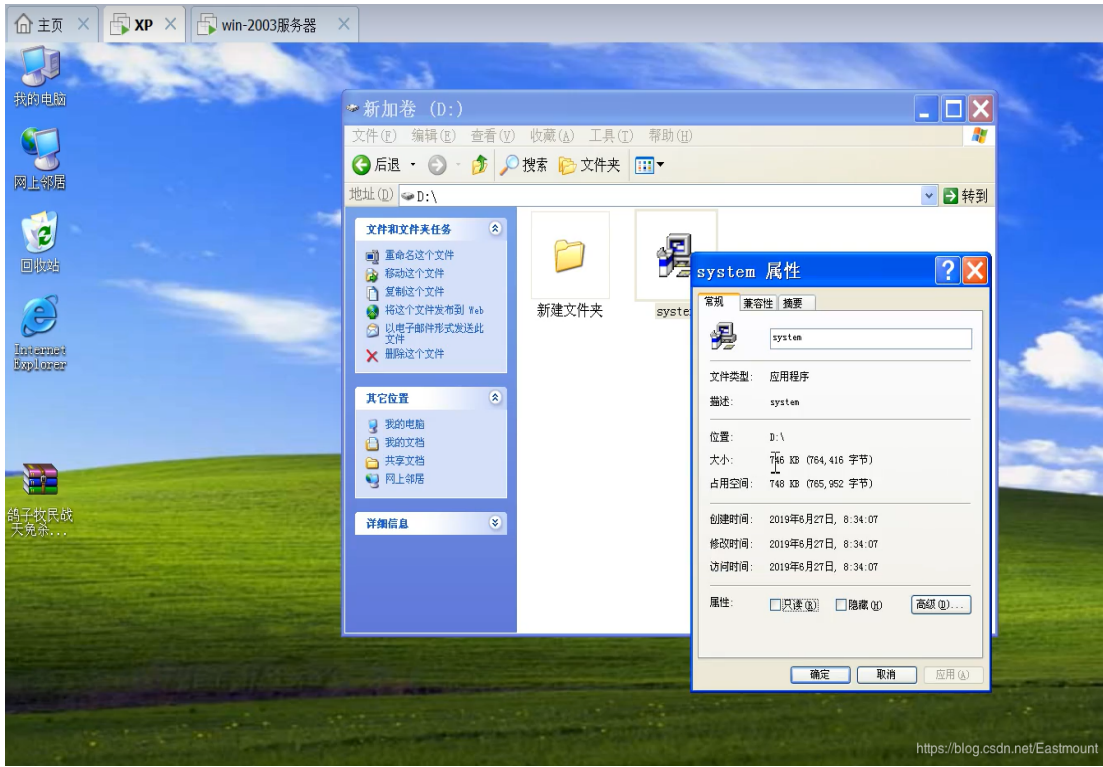 主页
XP
win-2003服务器
我的电脑
网上邻居
回收站
Internet
Explorer
鸽子牧民战
天免杀...
新加卷 (D:)
文件(F) 编辑(E) 查看(V) 收藏(A) 工具(T) 帮助(H)
后退 搜索 文件夹
地址(D) D:\ 转到
文件和文件夹任务
重命名这个文件
移动这个文件
复制这个文件
将这个文件发布到 Web
以电子邮件形式发送此
文件
删除这个文件
其它位置
我的电脑
我的文档
共享文档
网上邻居
详细信息
新建文件夹
syste
system 属性
常规 兼容性 摘要
system
文件类型: 应用程序
描述: system
位置: D:\
大小: 746 KB (764,416 字节)
占用空间: 748 KB (765,952 字节)
创建时间: 2019年6月27日, 8:34:07
修改时间: 2019年6月27日, 8:34:07
访问时间: 2019年6月27日, 8:34:07
属性: 只读(R) 隐藏(H) 高级(D)...
确定 取消 应用(A)
https://blog.csdn.net/Eastmount